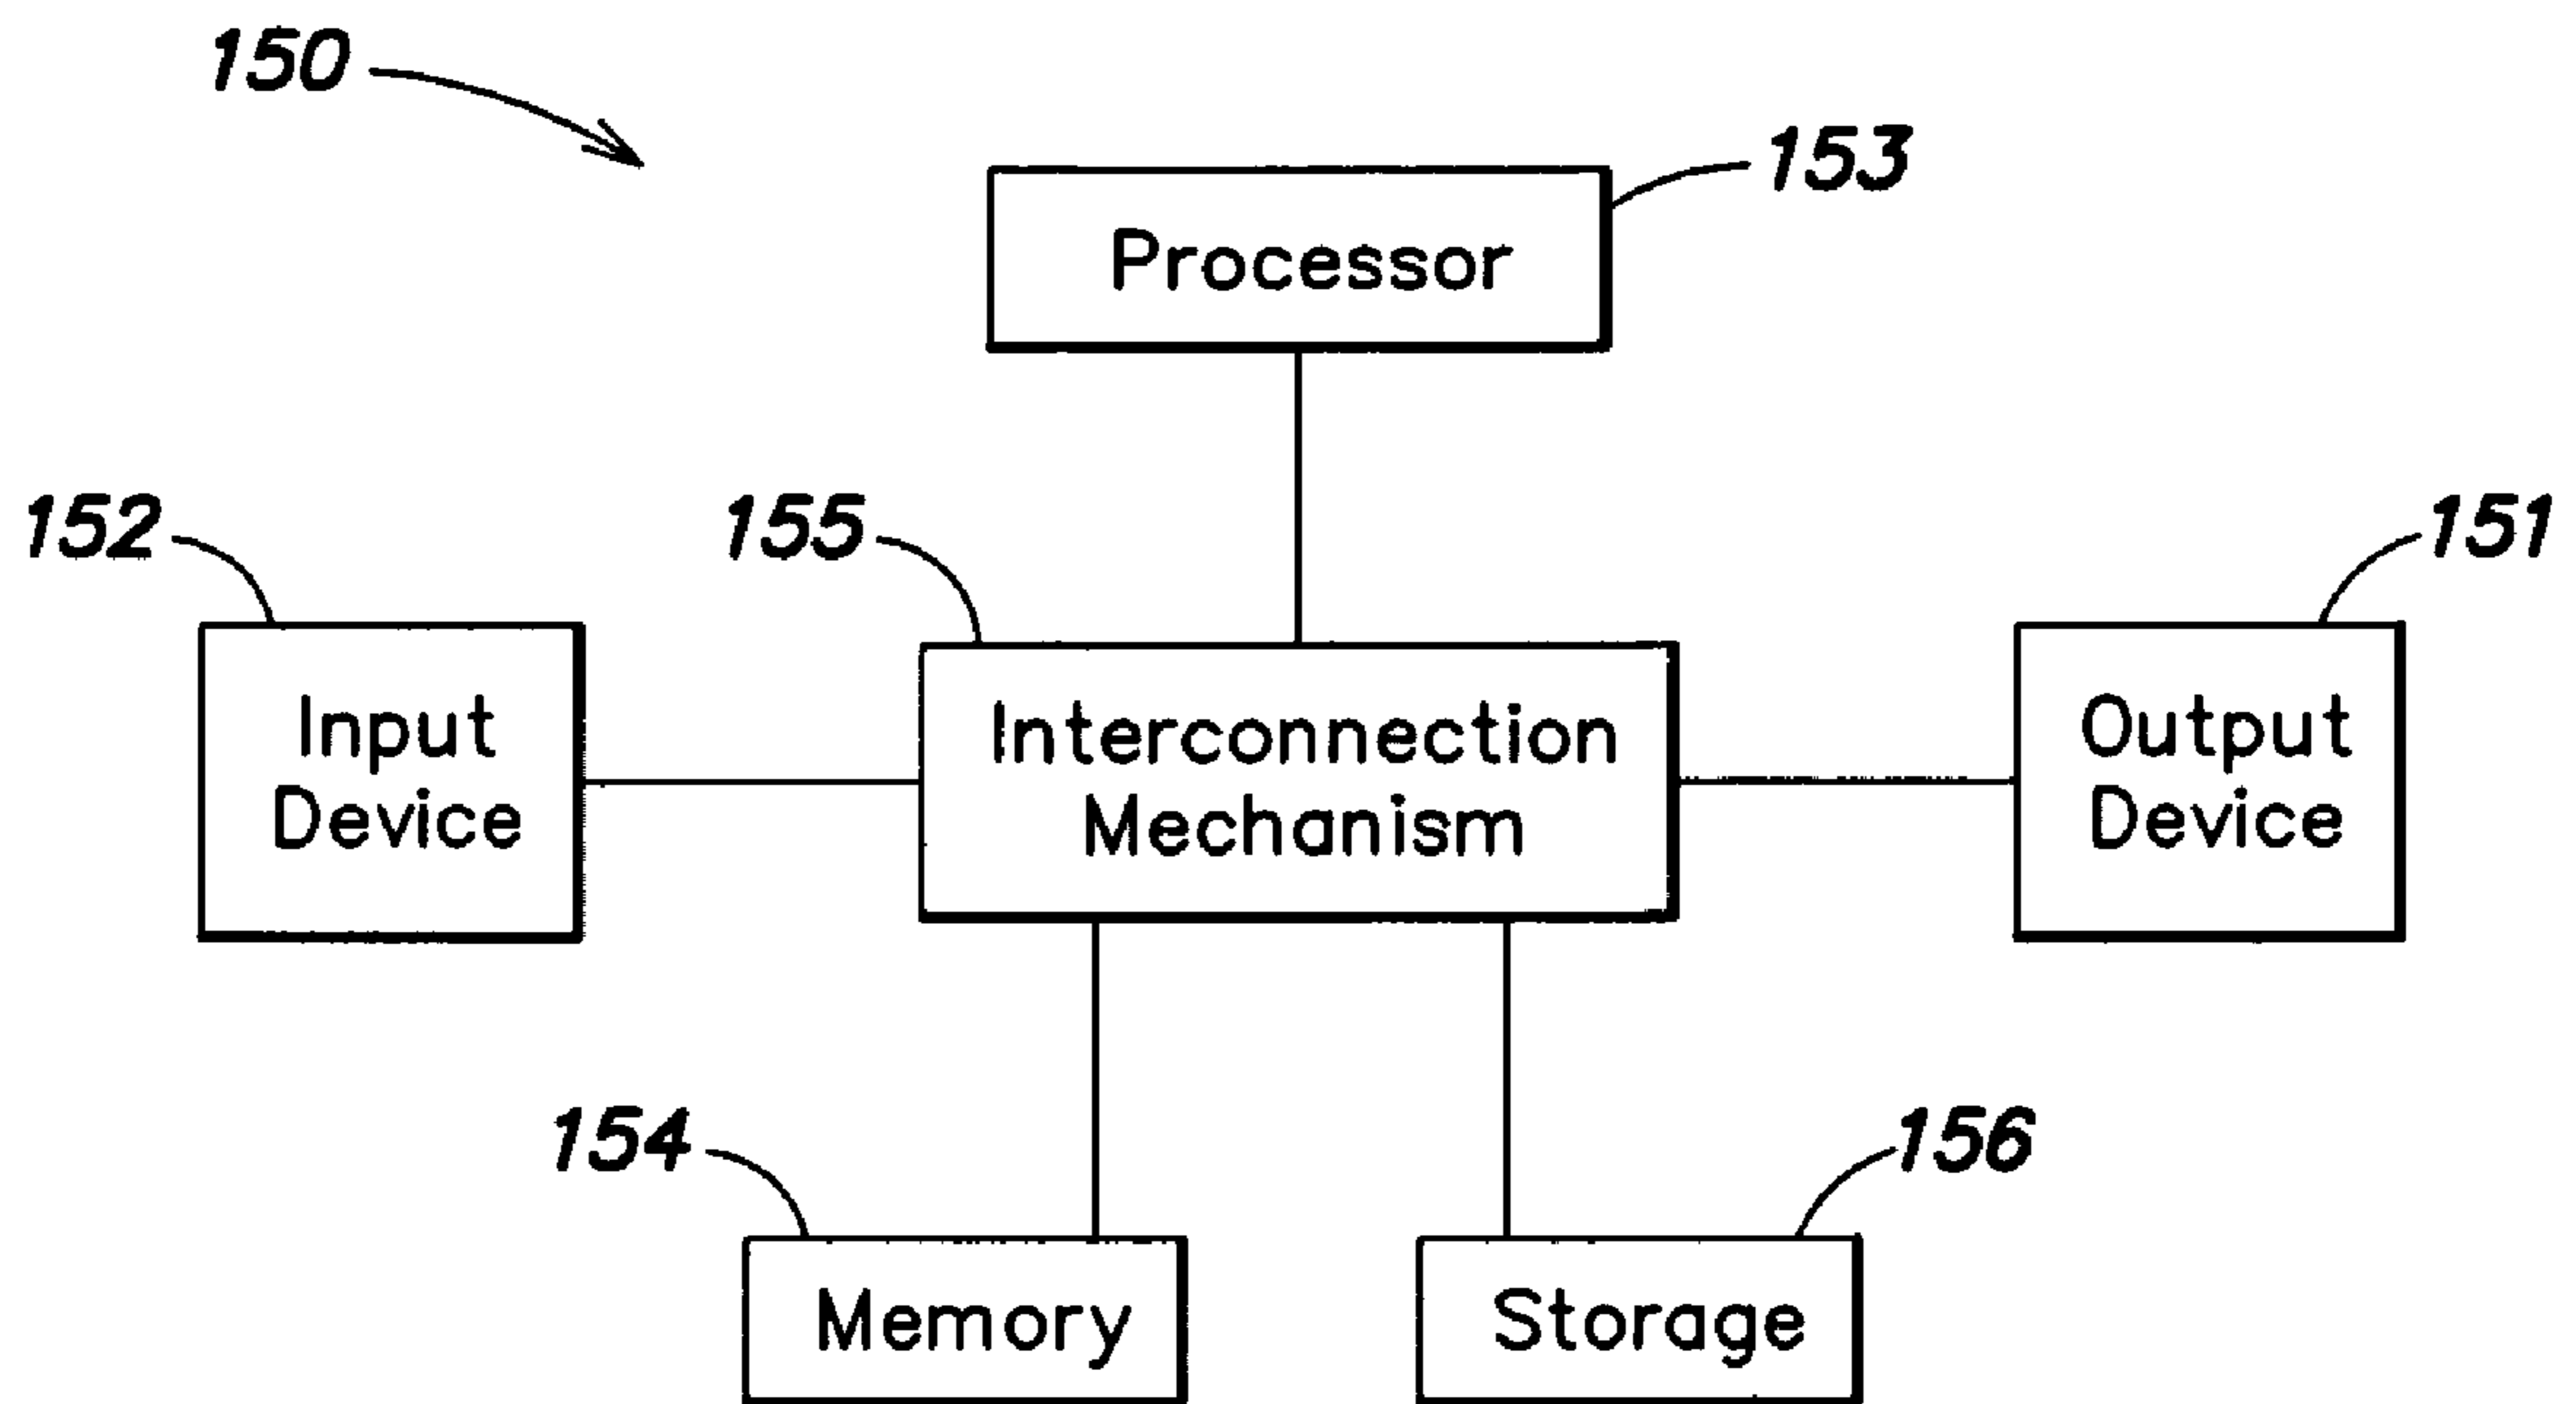 150
153
Processor
152
155
151
Input
Device
Interconnection
Mechanism
Output
Device
154
156
Memory
Storage